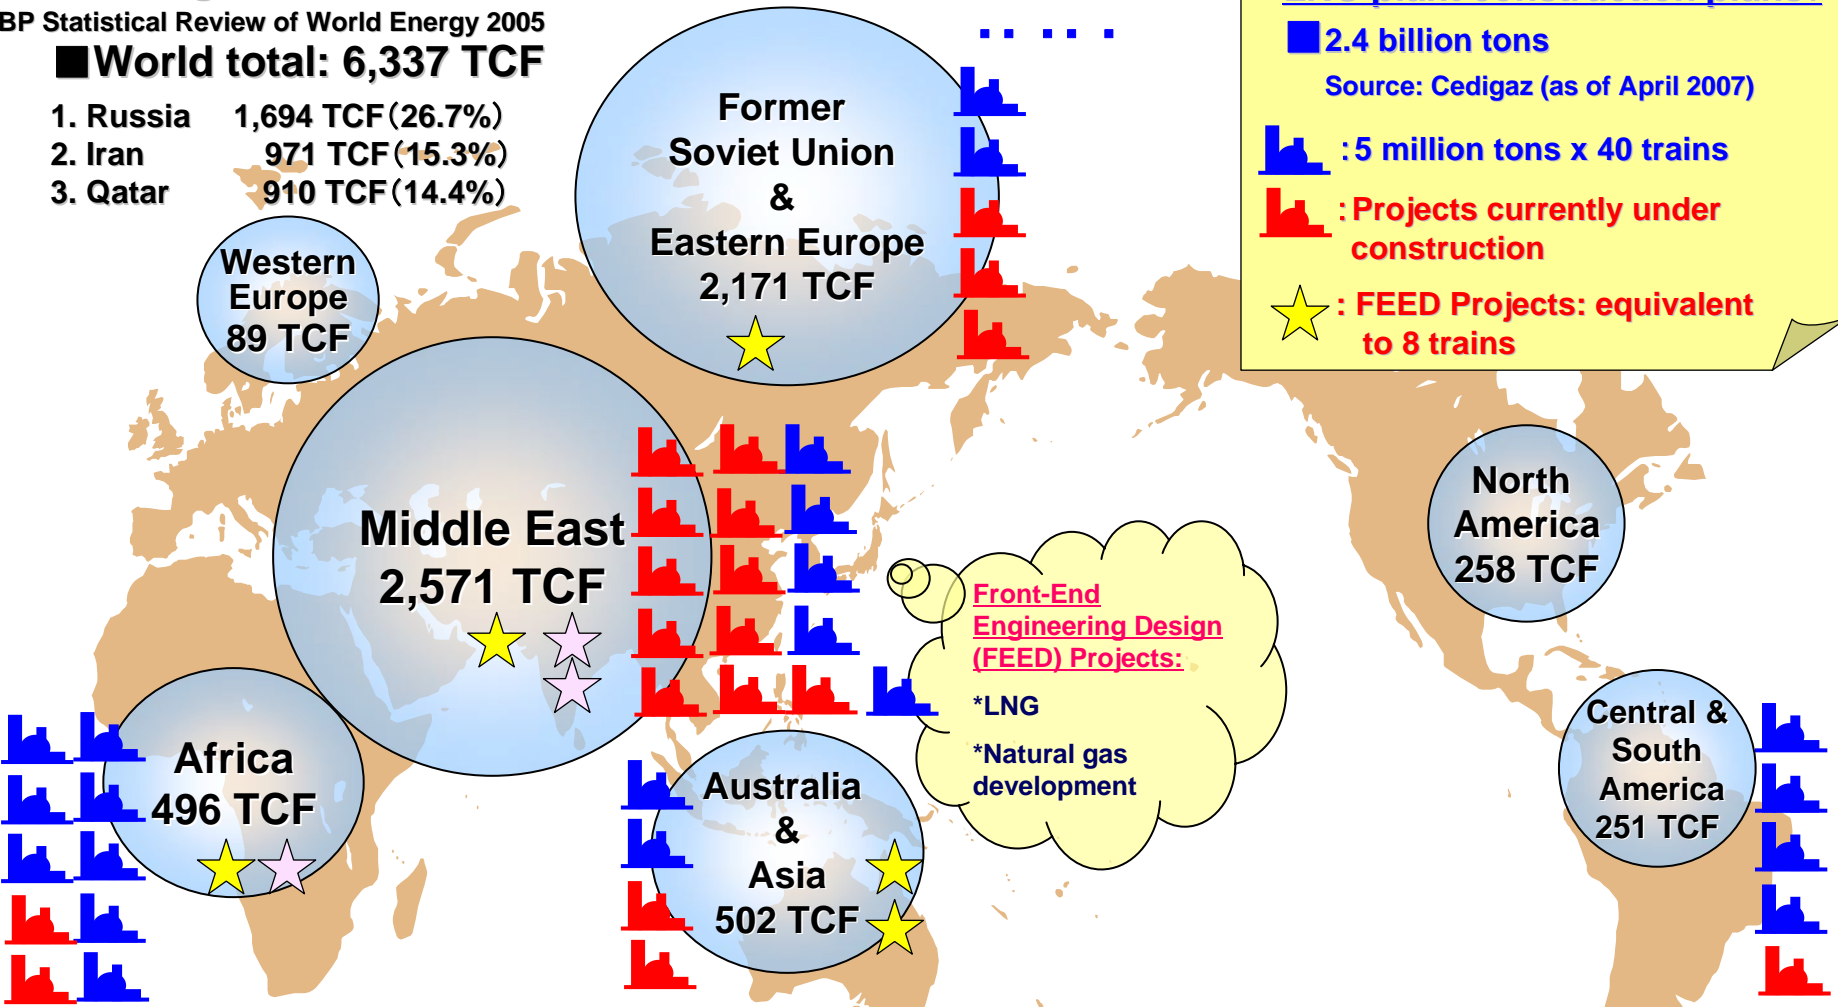 BP Statistical Review of World Energy 2005
■World total: 6,337 TCF
1. Russia 1,694 TCF(26.7%)
2. Iran 971 TCF(15.3%)
3. Qatar 910 TCF(14.4%)
2.4 billion tons
Source: Cedigaz (as of April 2007)
:5 million tons x 40 trains
:Projects currently under
construction
: FEED Projects: equivalent
to 8 trains
Former
Soviet Union
&
Eastern Europe
2,171 TCF
Western
Europe
89 TCF
Middle East
2,571 TCF
North
America
258 TCF
Front-End
Engineering Design
(FEED) Projects:
*LNG
*Natural gas
development
Africa
496 TCF
Australia
&
Asia
502 TCF
Central &
South
America
251 TCF